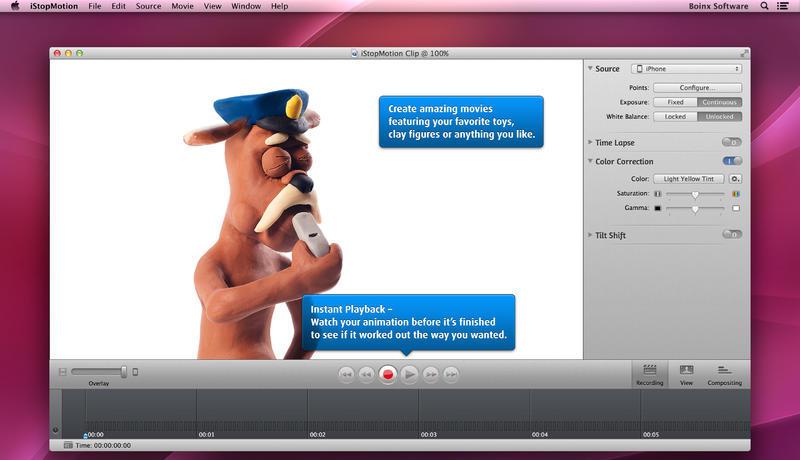 iStopMotion File Edit Source Movie View Window Help Boinx Software
iStopMotion Clip @ 100%
Create amazing movies
featuring your favorite toys,
clay figures or anything you like.
Instant Playback –
Watch your animation before it's finished
to see if it worked out the way you wanted.
Source iPhone
Points: Configure...
Exposure: Fixed Continuous
White Balance: Locked Unlocked
Time Lapse
Color Correction
Color: Light Yellow Tint
Saturation:
Gamma:
Tilt Shift
Overlay
Recording View Compositing
00:00 00:01 00:02 00:03 00:04 00:05
Time: 00:00:00:00